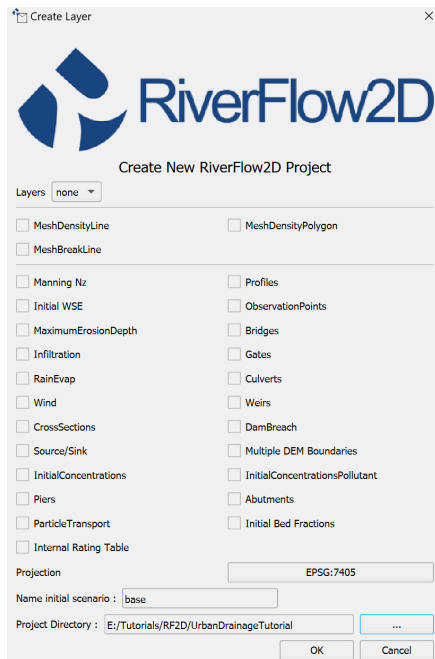 Create Layer
RiverFlow2D
Create New RiverFlow2D Project
Layers none
MeshDensityLine MeshDensityPolygon
MeshBreakLine
Manning Nz Profiles
Initial WSE ObservationPoints
MaximumErosionDepth Bridges
Infiltration Gates
RainEvap Culverts
Wind Weirs
CrossSections DamBreach
Source/Sink Multiple DEM Boundaries
InitialConcentrations InitialConcentrationsPollutant
Piers Abutments
ParticleTransport Initial Bed Fractions
Internal Rating Table
Projection EPSG:7405
Name initial scenario : base
Project Directory : E:/Tutorials/RF2D/UrbanDrainageTutorial ...
OK Cancel